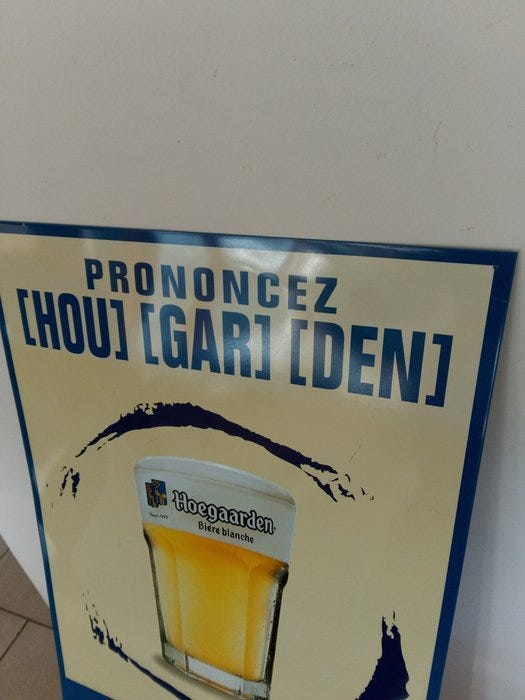 PRONONCEZ
[HOU] [GAR] [DEN]
Hoegaarden
Bière blanche